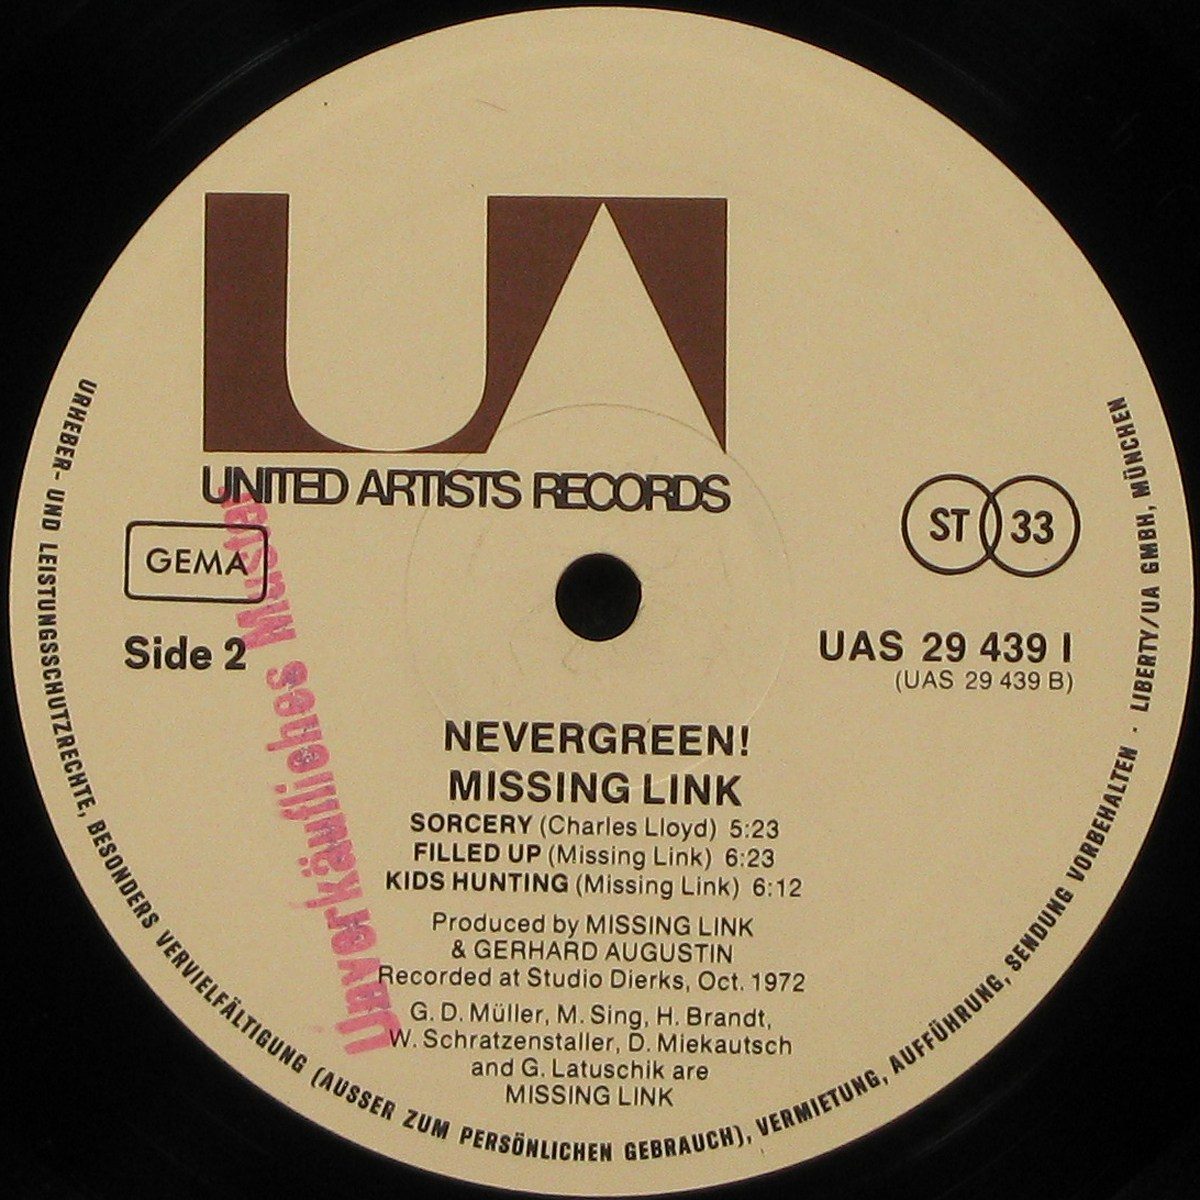 UA
UNITED ARTISTS RECORDS
GEMA
ST 33
Side 2
UAS 29 439 I
(UAS 29 439 B)
Unverkäufliches Muster
NEVERGREEN!
MISSING LINK
SORCERY (Charles Lloyd) 5:23
FILLED UP (Missing Link) 6:23
KIDS HUNTING (Missing Link) 6:12
Produced by MISSING LINK
& GERHARD AUGUSTIN
Recorded at Studio Dierks, Oct. 1972
G. D. Müller, M. Sing, H. Brandt,
W. Schratzenstaller, D. Miekautsch
and G. Latuschik are
MISSING LINK
URHEBER- UND LEISTUNGSSCHUTZRECHTE, BESONDERS VERVIELFÄLTIGUNG (AUSSER ZUM PERSÖNLICHEN GEBRAUCH), VERMIETUNG, AUFFÜHRUNG, SENDUNG VORBEHALTEN · LIBERTY/UA GMBH, MÜNCHEN